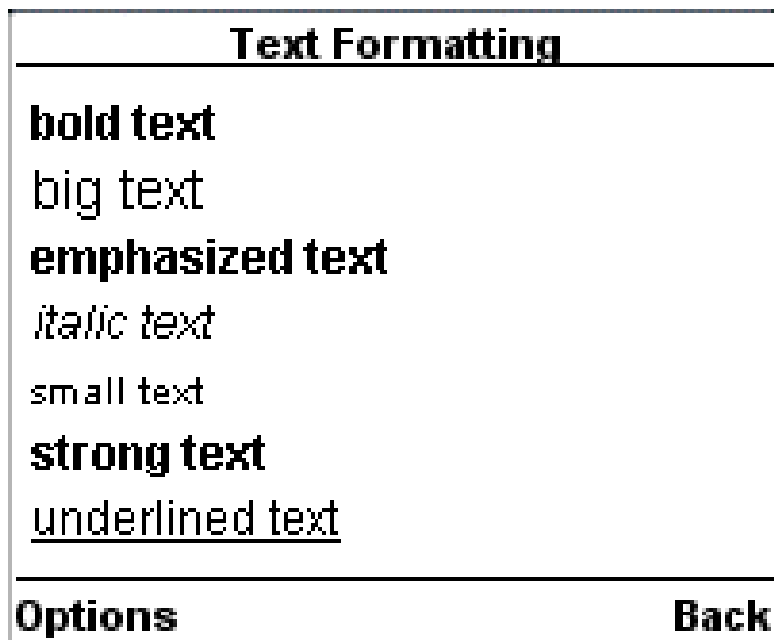 Text Formatting
bold text
big text
emphasized text
italic text
small text
strong text
underlined text
Options Back